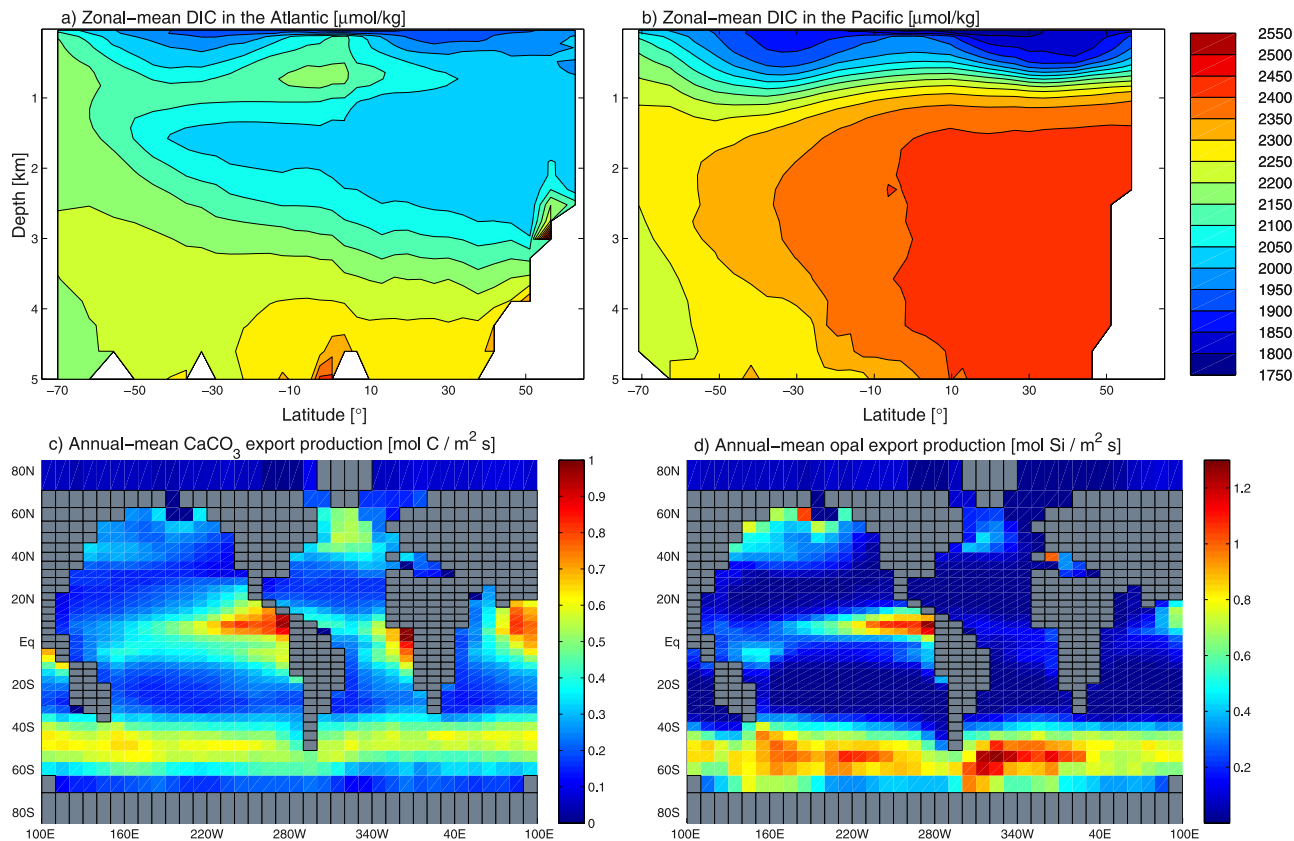 a) Zonal−mean DIC in the Atlantic [μmol/kg]
b) Zonal−mean DIC in the Pacific [μmol/kg]
Depth [km]
1
2
3
4
5
−70
−50
−30
−10
10
30
50
Latitude [°]
1
2
3
4
5
−70
−50
−30
−10
10
30
50
Latitude [°]
2550
2450
2400
2300
2200
2150
2100
2050
2000
1950
1900
1850
1800
1750
c) Annual−mean CaCO₃ export production [mol C / m² s]
80N
60N
40N
20N
Eq
20S
40S
60S
80S
100E
160E
220W
280W
340W
40E
100E
1
0.9
0.8
0.7
0.6
0.5
0.4
0.3
0.2
0.1
0
d) Annual−mean opal export production [mol Si / m² s]
80N
60N
40N
20N
Eq
20S
40S
60S
80S
100E
160E
220W
280W
340W
40E
100E
1.2
1
0.8
0.6
0.4
0.2